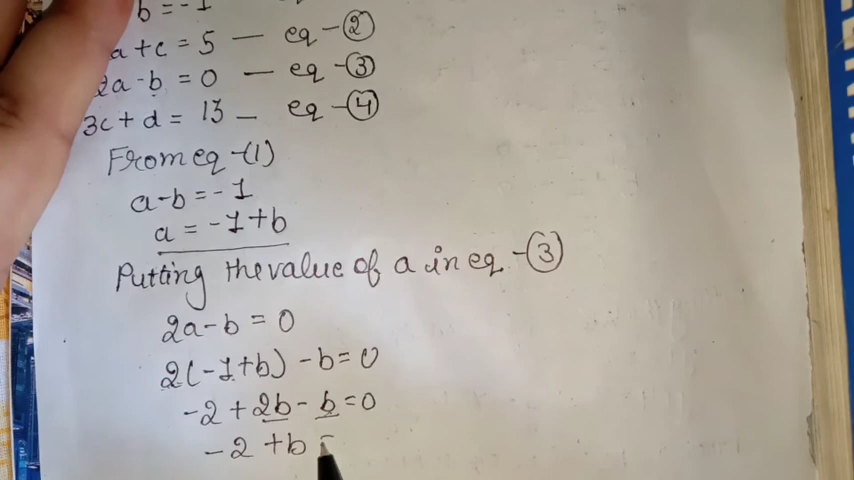 b = -1
a + c = 5 — eq - ②
2a - b = 0 — eq - ③
3c + d = 13 — eq - ④
From eq - (1)
a - b = - 1
a = - 1 + b
Putting the value of a in eq - ③
2a - b = 0
2(-1+b) - b = 0
-2 + 2b - b = 0
-2 + b =